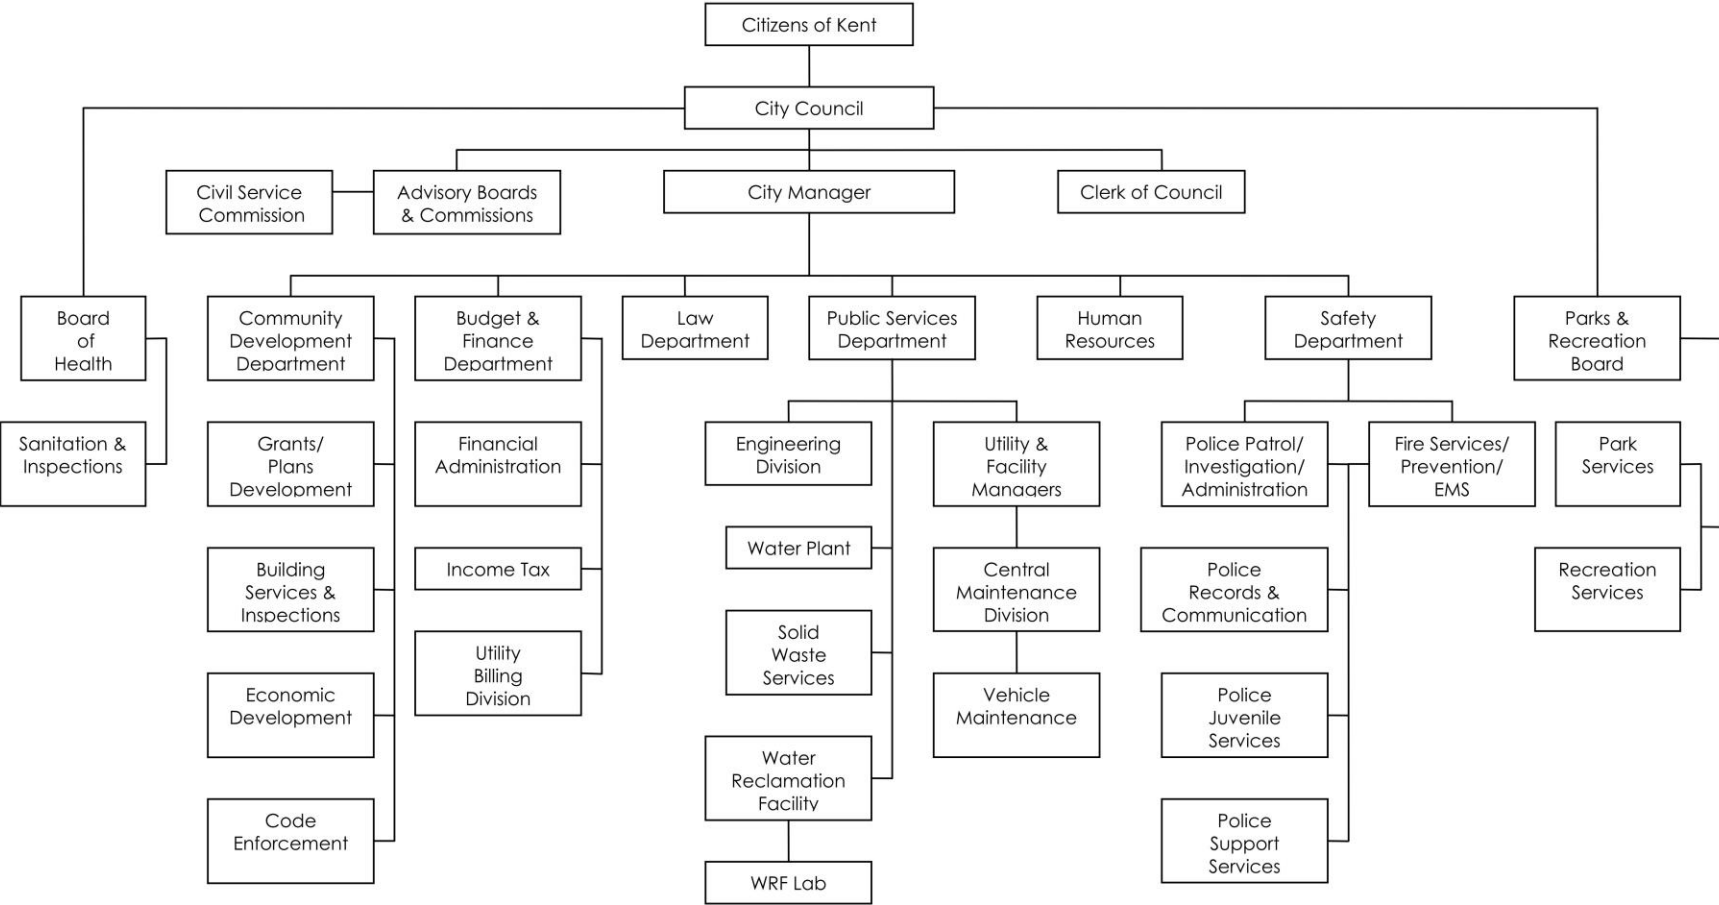 Citizens of Kent
City Council
Civil Service
Commission
Advisory Boards
& Commissions
City Manager
Clerk of Council
Board
of
Health
Community
Development
Department
Budget &
Finance
Department
Law
Department
Public Services
Department
Human
Resources
Safety
Department
Parks &
Recreation
Board
Sanitation &
Inspections
Grants/
Plans
Development
Financial
Administration
Engineering
Division
Utility &
Facility
Managers
Police Patrol/
Investigation/
Administration
Fire Services/
Prevention/
EMS
Park
Services
Building
Services &
Inspections
Income Tax
Water Plant
Central
Maintenance
Division
Police
Records &
Communication
Recreation
Services
Utility
Billing
Division
Solid
Waste
Services
Economic
Development
Vehicle
Maintenance
Police
Juvenile
Services
Water
Reclamation
Facility
Code
Enforcement
Police
Support
Services
WRF Lab